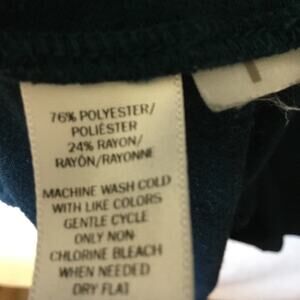 76% POLYESTER/
POLIÉSTER
24% RAYON/
RAYÓN/RAYONNE
MACHINE WASH COLD
WITH LIKE COLORS
GENTLE CYCLE
ONLY NON-
CHLORINE BLEACH
WHEN NEEDED
DRY FLAT